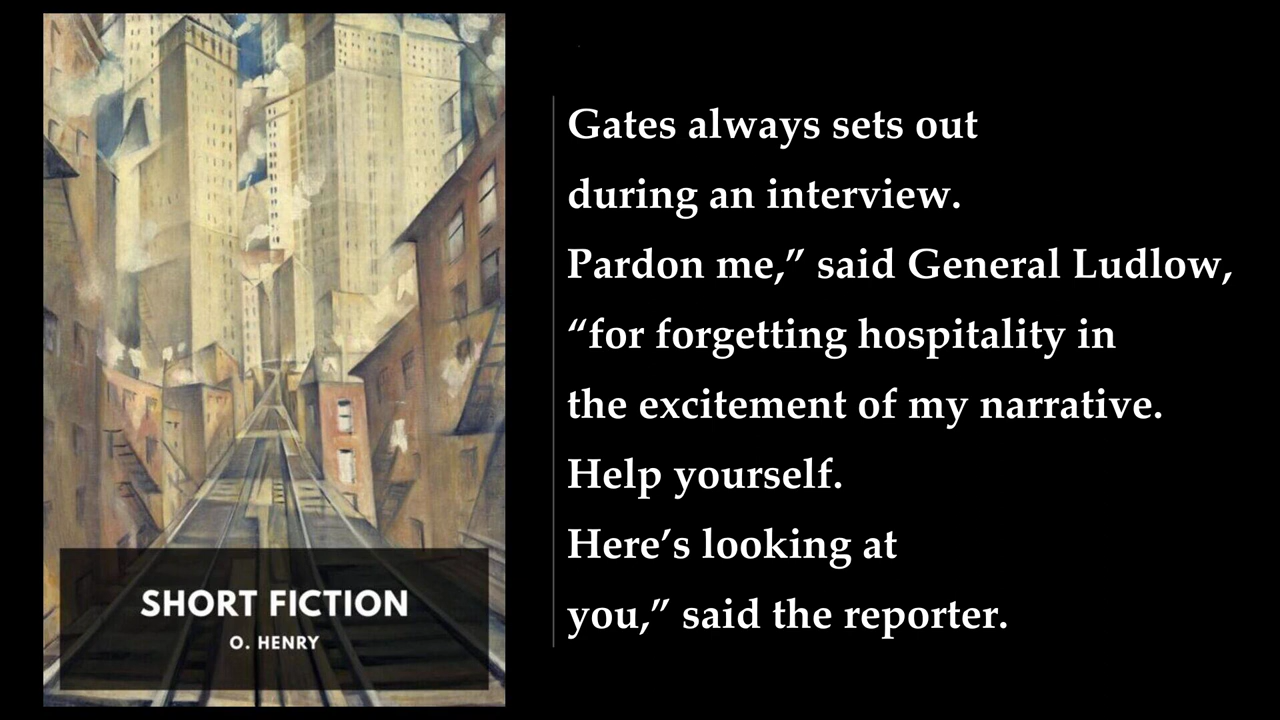 SHORT FICTION
O. HENRY
Gates always sets out
during an interview.
Pardon me,” said General Ludlow,
“for forgetting hospitality in
the excitement of my narrative.
Help yourself.
Here’s looking at
you,” said the reporter.